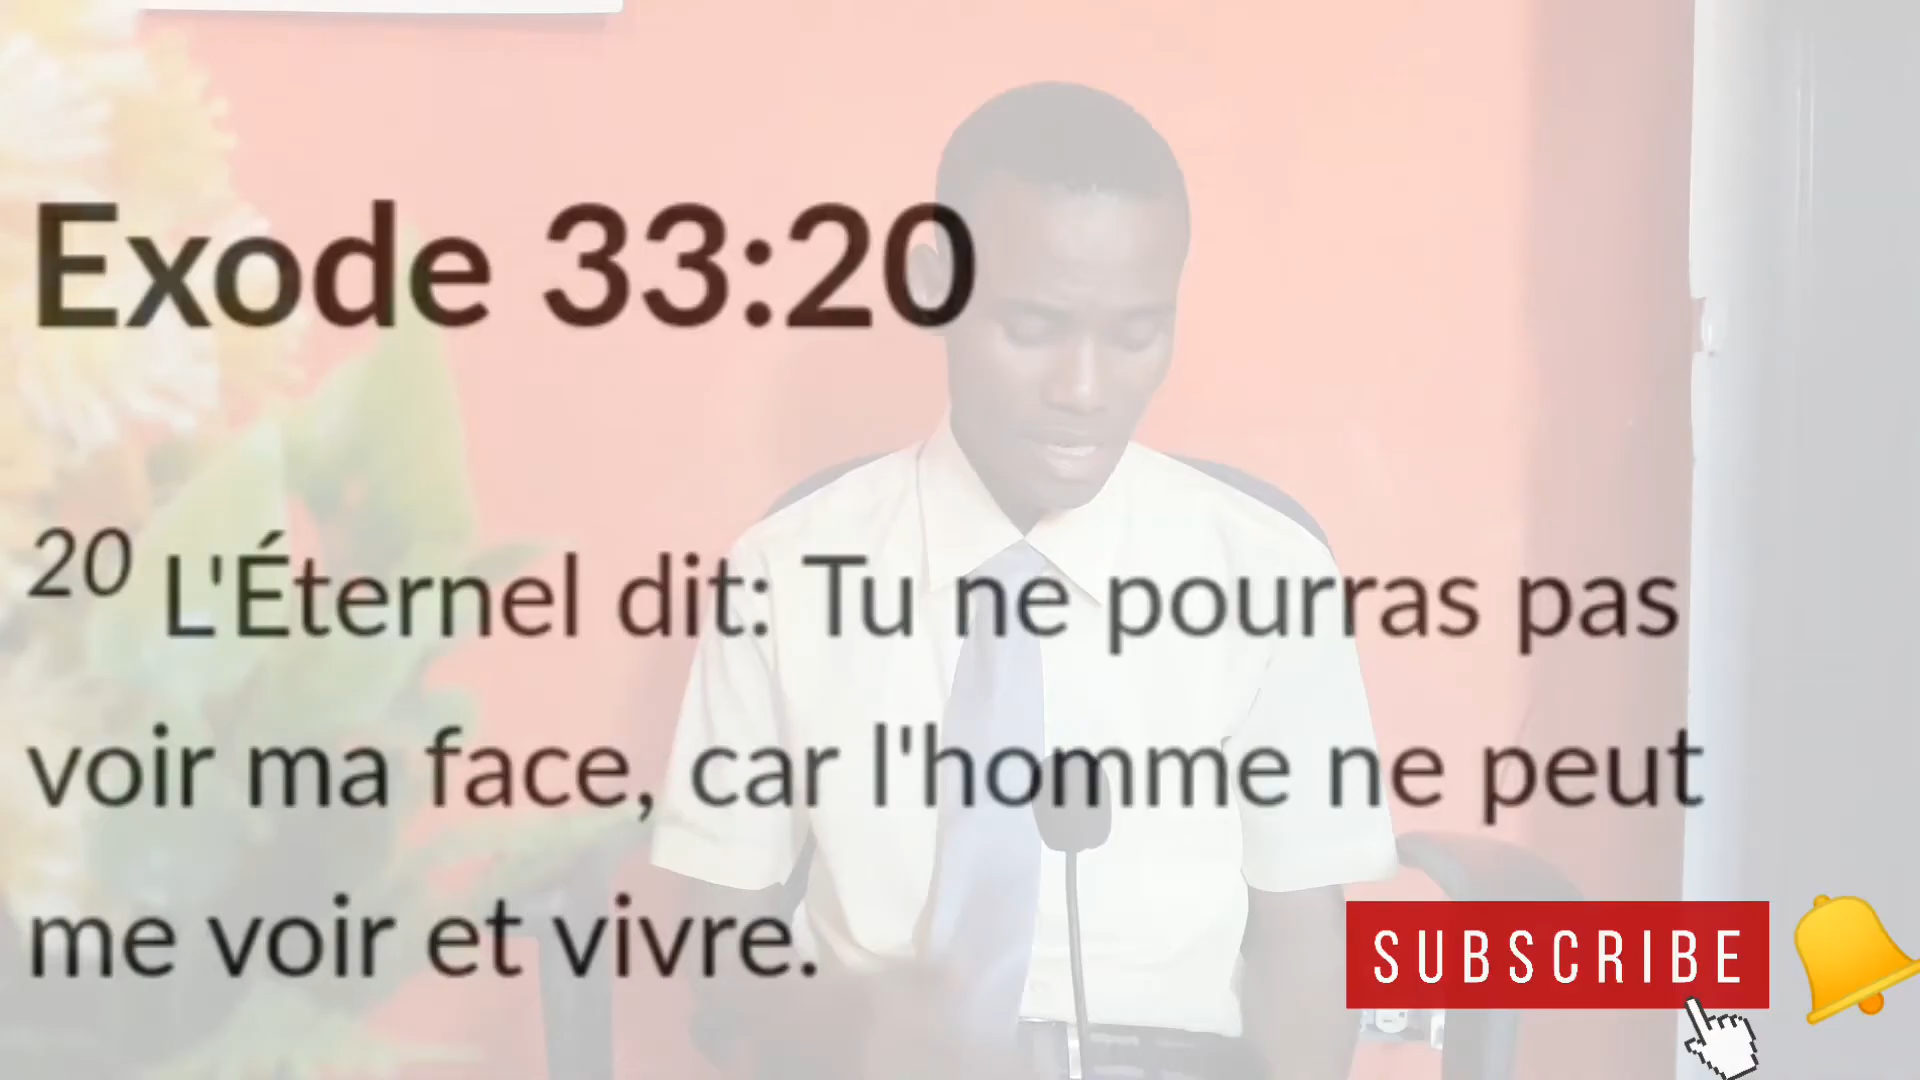 Exode 33:20
20 L'Éternel dit: Tu ne pourras pas
voir ma face, car l'homme ne peut
me voir et vivre.
SUBSCRIBE